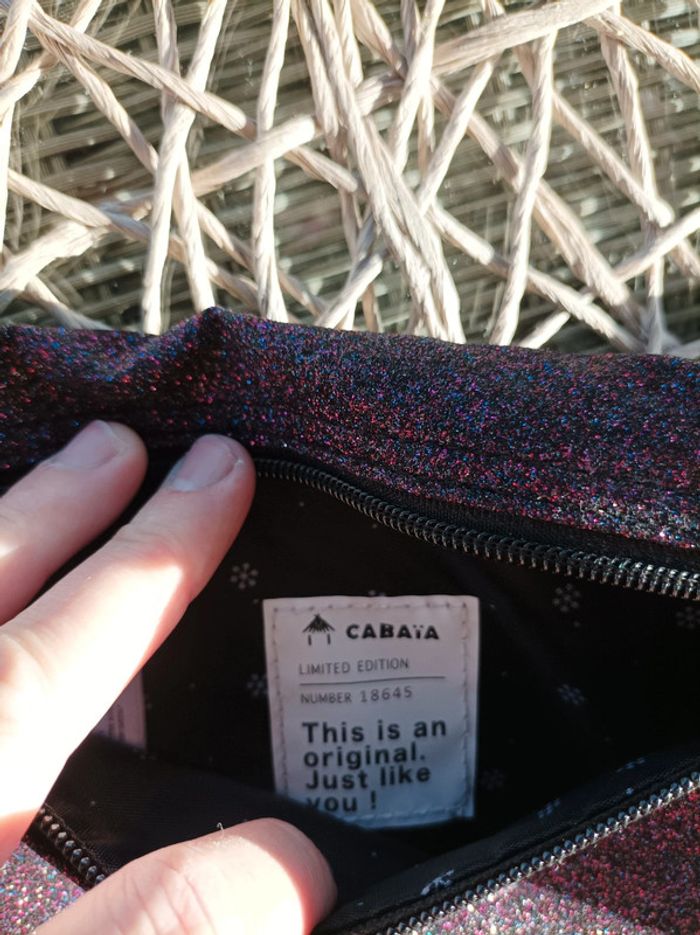 CABAÏA
LIMITED EDITION
NUMBER 18645
This is an
original.
Just like
you !